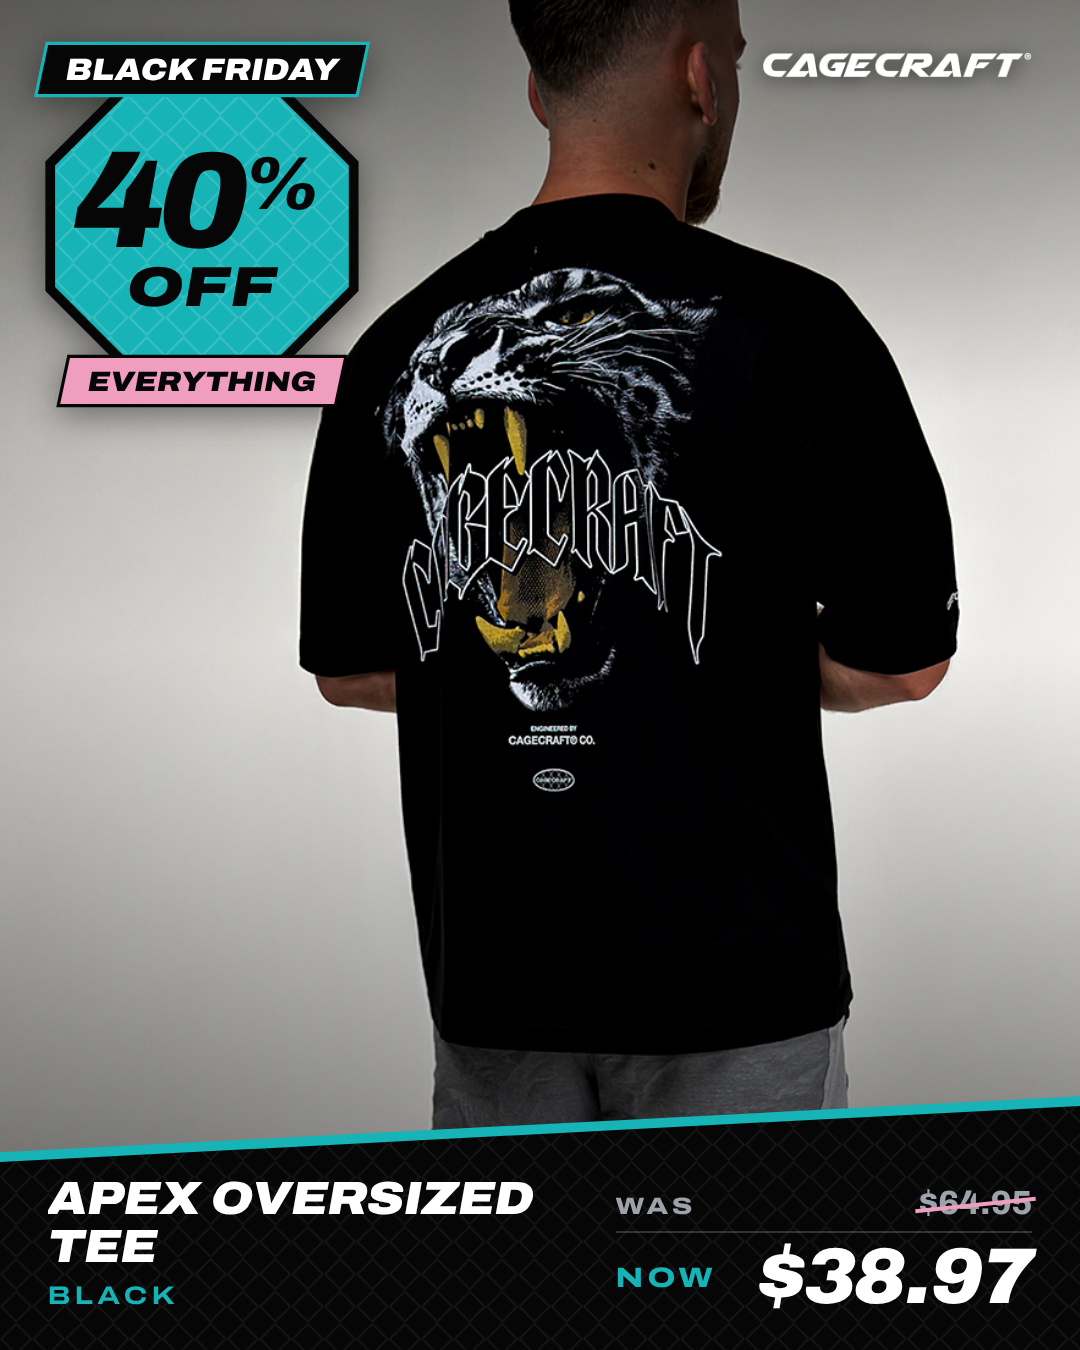 BLACK FRIDAY
CAGECRAFT®
40%
OFF
EVERYTHING
CAGECRAFT
ENGINEERED BY
CAGECRAFT® CO.
CAGECRAFT
APEX OVERSIZED
TEE
BLACK
WAS $64.95
NOW $38.97